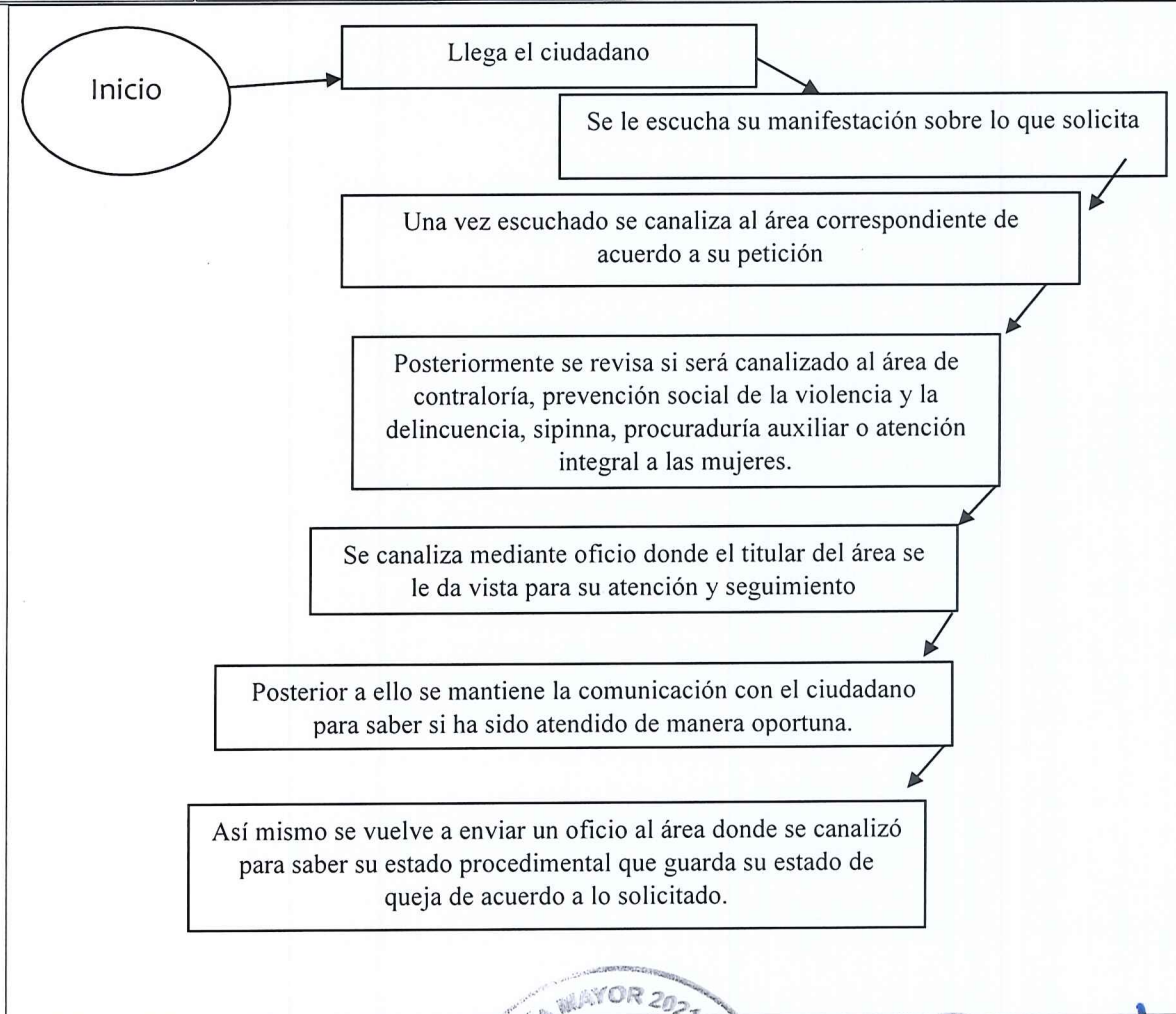 Inicio
Llega el ciudadano
Se le escucha su manifestación sobre lo que solicita
Una vez escuchado se canaliza al área correspondiente de
acuerdo a su petición
Posteriormente se revisa si será canalizado al área de
contraloría, prevención social de la violencia y la
delincuencia, sipinna, procuraduría auxiliar o atención
integral a las mujeres.
Se canaliza mediante oficio donde el titular del área se
le da vista para su atención y seguimiento
Posterior a ello se mantiene la comunicación con el ciudadano
para saber si ha sido atendido de manera oportuna.
Así mismo se vuelve a enviar un oficio al área donde se canalizó
para saber su estado procedimental que guarda su estado de
queja de acuerdo a lo solicitado.
MAYOR